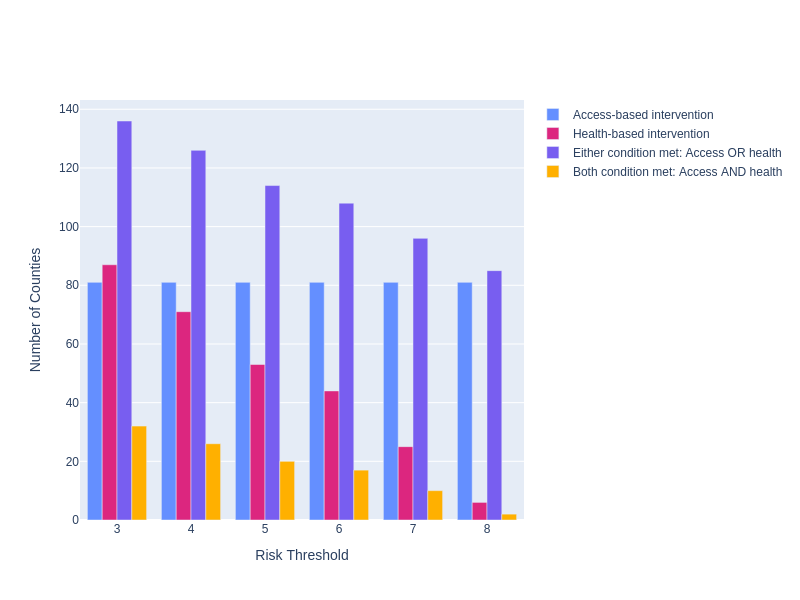 140
120
100
80
60
40
20
0
3 4 5 6 7 8
Number of Counties
Risk Threshold
Access-based intervention
Health-based intervention
Either condition met: Access OR health
Both condition met: Access AND health